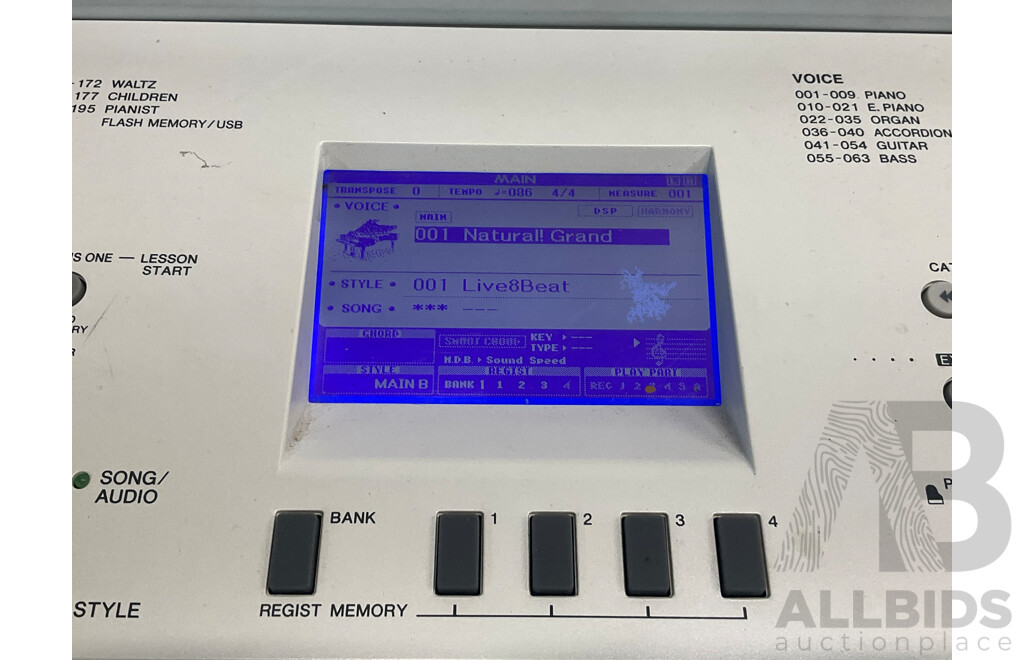 -172 WALTZ
177 CHILDREN
195 PIANIST
FLASH MEMORY/USB
VOICE
001-009 PIANO
010-021 E.PIANO
022-035 ORGAN
036-040 ACCORDION
041-054 GUITAR
055-063 BASS
MAIN
TRANSPOSE 0 TEMPO ♩=086 4/4 MEASURE 001
VOICE
DSP HARMONY
MAIN
001 Natural! Grand
STYLE 001 Live8Beat
SONG *** ---
CHORD
KEY ---
TYPE ---
M.D.B. Sound Speed
STYLE
MAIN B
REGIST
BANK 1 1 2 3 4
PLAY PART
REC 1 2 3 4 5 A
'S ONE — LESSON
START
RY
CAT
SONG/
AUDIO
BANK
1
2
3
4
REGIST MEMORY
STYLE
AB
ALLBIDS
auctionplace